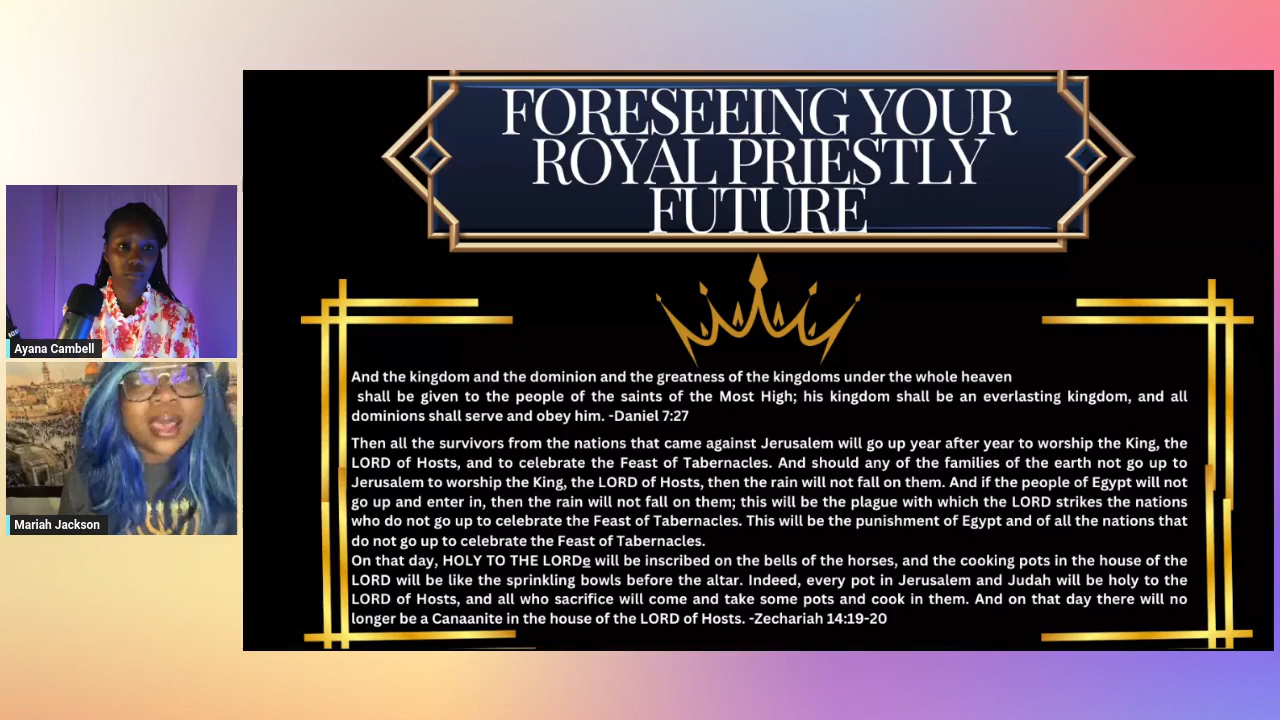 FORESEEING YOUR
ROYAL PRIESTLY
FUTURE
And the kingdom and the dominion and the greatness of the kingdoms under the whole heaven
shall be given to the people of the saints of the Most High; his kingdom shall be an everlasting kingdom, and all
dominions shall serve and obey him. -Daniel 7:27
Then all the survivors from the nations that came against Jerusalem will go up year after year to worship the King, the
LORD of Hosts, and to celebrate the Feast of Tabernacles. And should any of the families of the earth not go up to
Jerusalem to worship the King, the LORD of Hosts, then the rain will not fall on them. And if the people of Egypt will not
go up and enter in, then the rain will not fall on them; this will be the plague with which the LORD strikes the nations
who do not go up to celebrate the Feast of Tabernacles. This will be the punishment of Egypt and of all the nations that
do not go up to celebrate the Feast of Tabernacles.
On that day, HOLY TO THE LORDe will be inscribed on the bells of the horses, and the cooking pots in the house of the
LORD will be like the sprinkling bowls before the altar. Indeed, every pot in Jerusalem and Judah will be holy to the
LORD of Hosts, and all who sacrifice will come and take some pots and cook in them. And on that day there will no
longer be a Canaanite in the house of the LORD of Hosts. -Zechariah 14:19-20
Ayana Cambell
Mariah Jackson